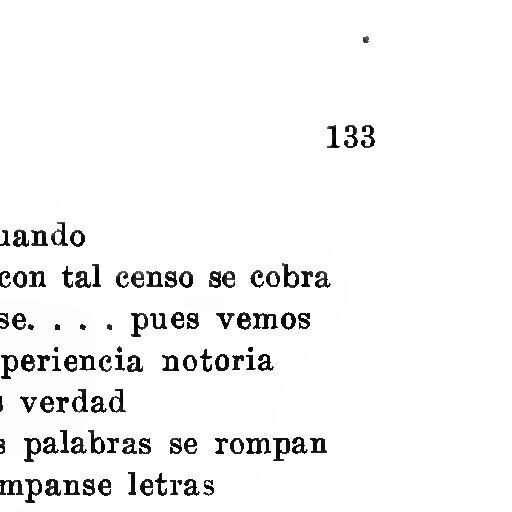 133
uando
con tal censo se cobra
se. . . . pues vemos
periencia notoria
s verdad
s palabras se rompan
mpanse letras